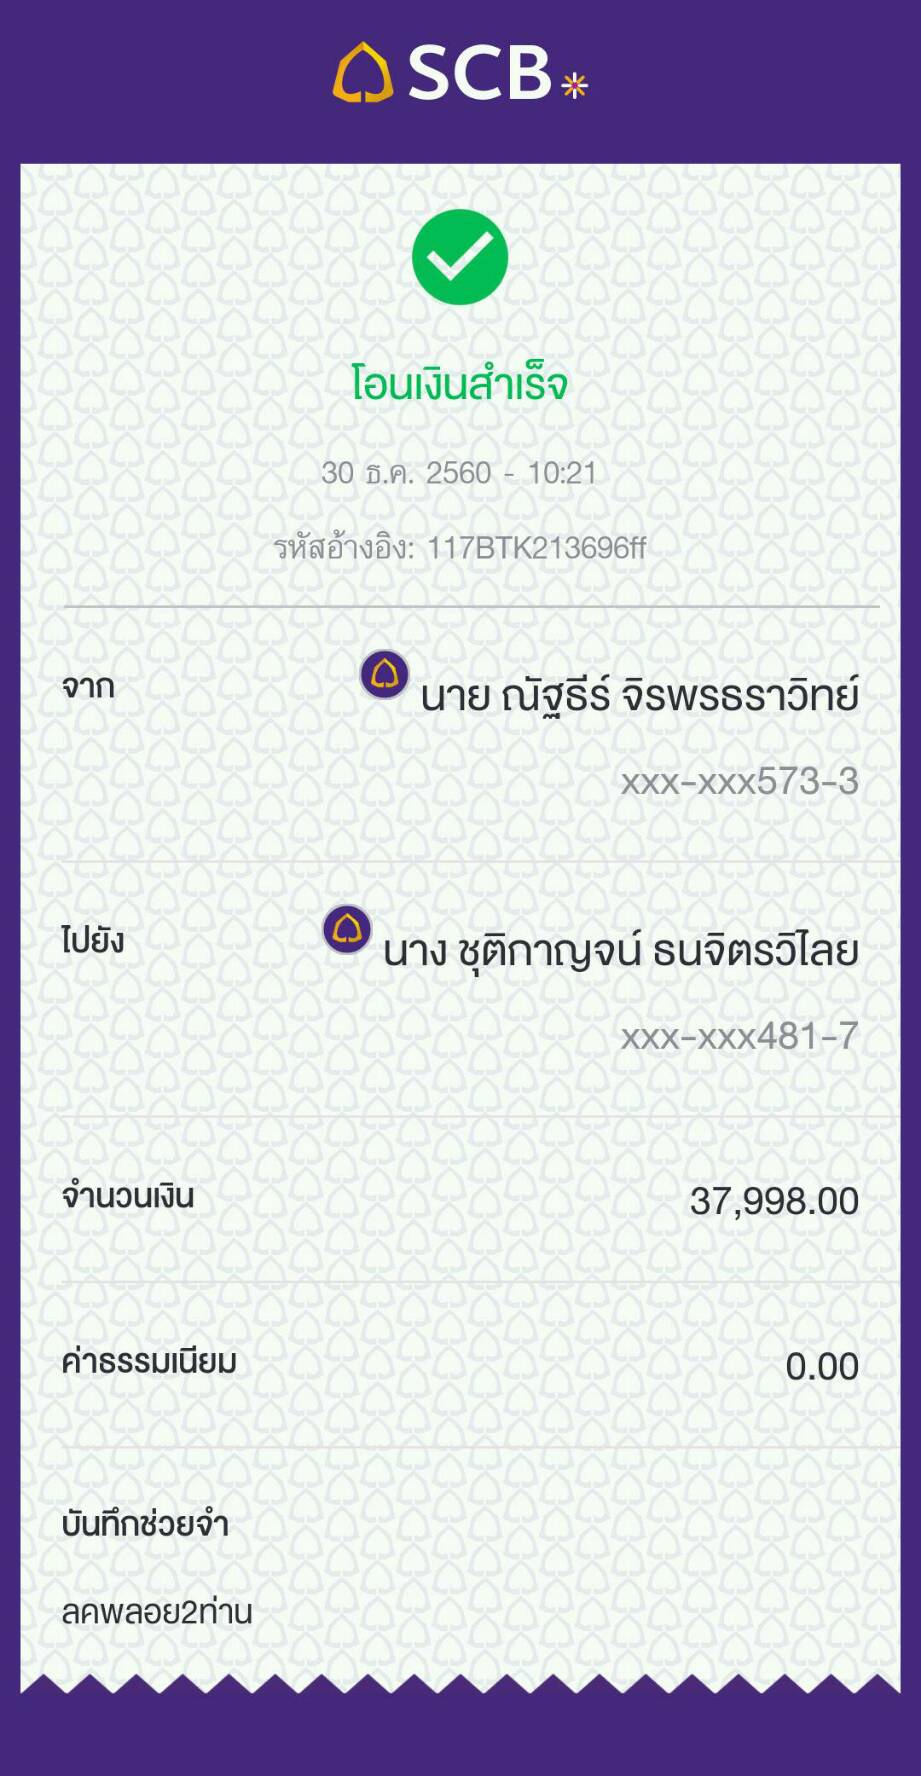 SCB
โอนเงินสำเร็จ
30 ธ.ค. 2560 - 10:21
รหัสอ้างอิง: 117BTK213696ff
จาก
นาย ณัฐธีร์ จิรพรธราวิทย์
xxx-xxx573-3
ไปยัง
นาง ชุติกาญจน์ ธนจิตรวิไลย
xxx-xxx481-7
จำนวนเงิน 37,998.00
ค่าธรรมเนียม 0.00
บันทึกช่วยจำ
ลคพลอย2ท่าน